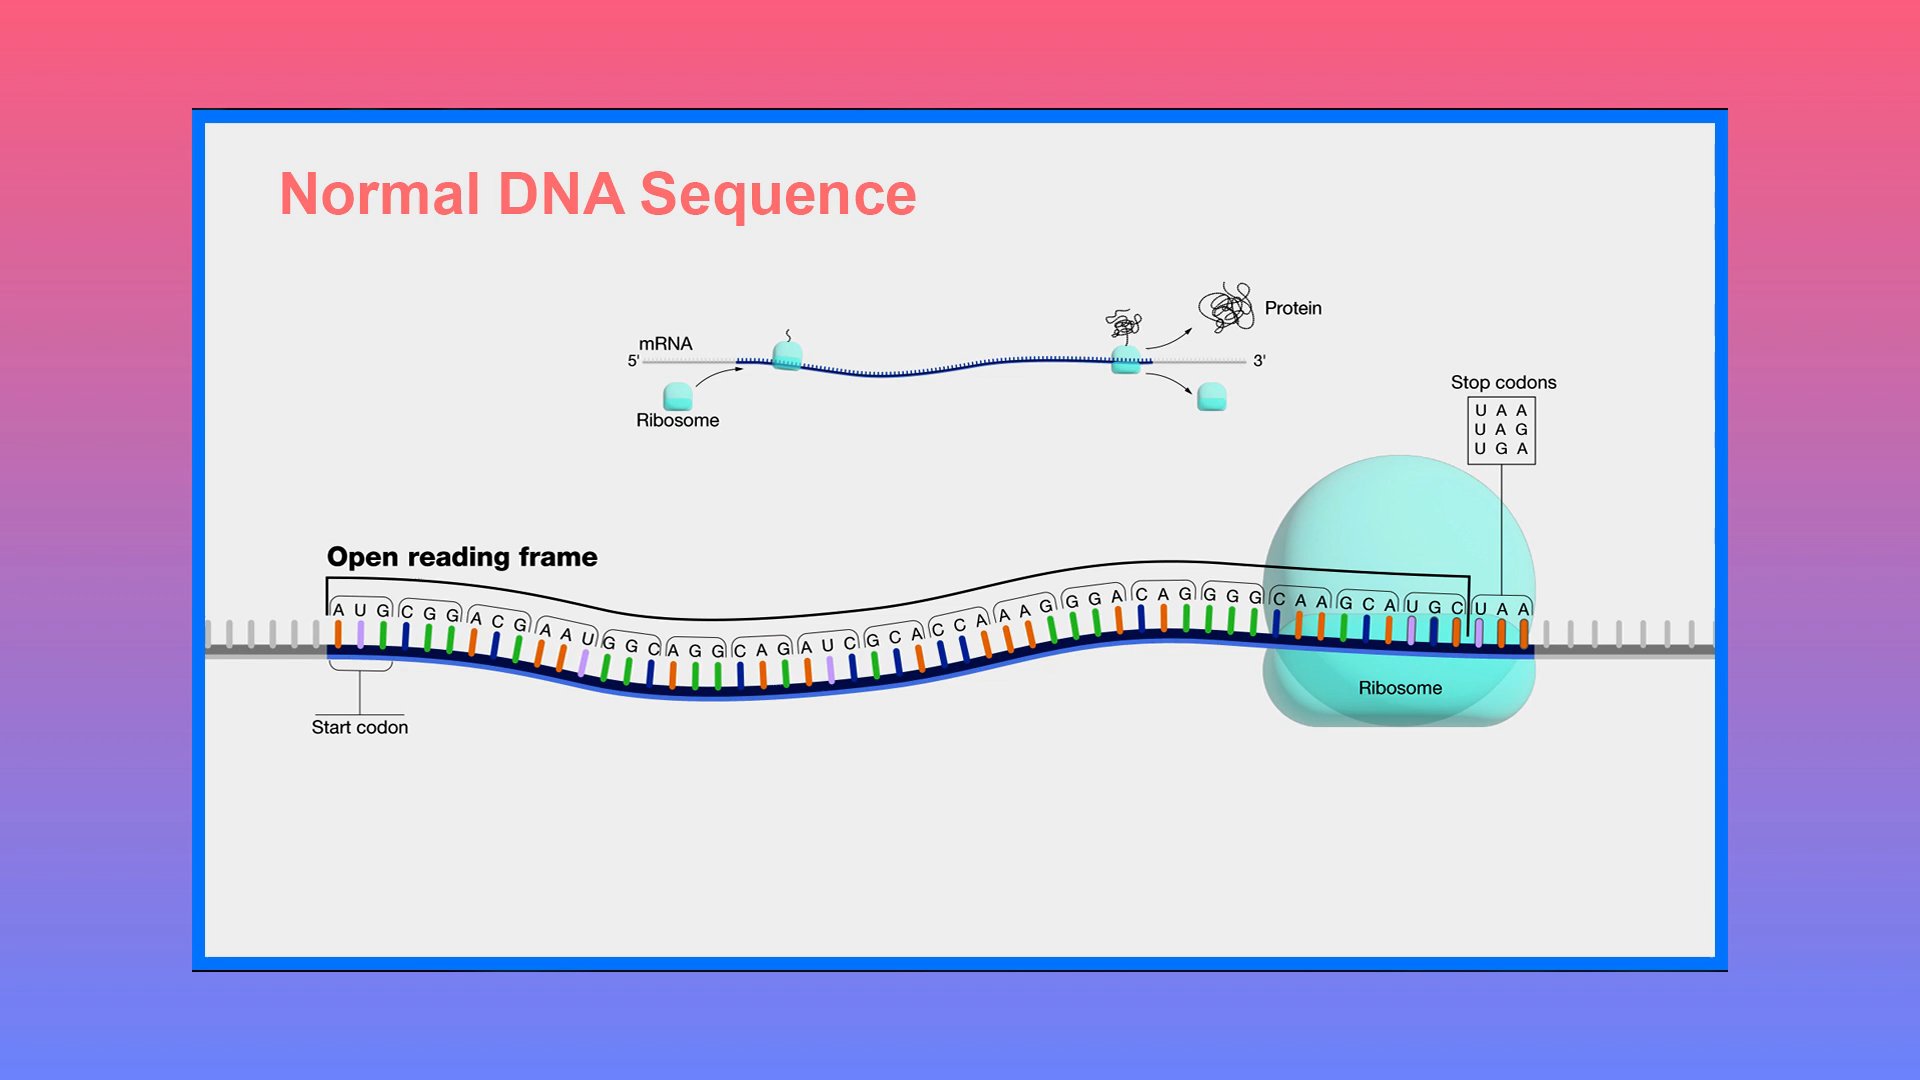 Normal DNA Sequence
Protein
mRNA
5'
3'
Ribosome
Stop codons
U A A
U A G
U G A
Open reading frame
A U G C G G A C G A A U G G C A G G C A G A U C G C A C C A A A G G G A C A G G G G C A A G C A U G C U A A
Ribosome
Start codon